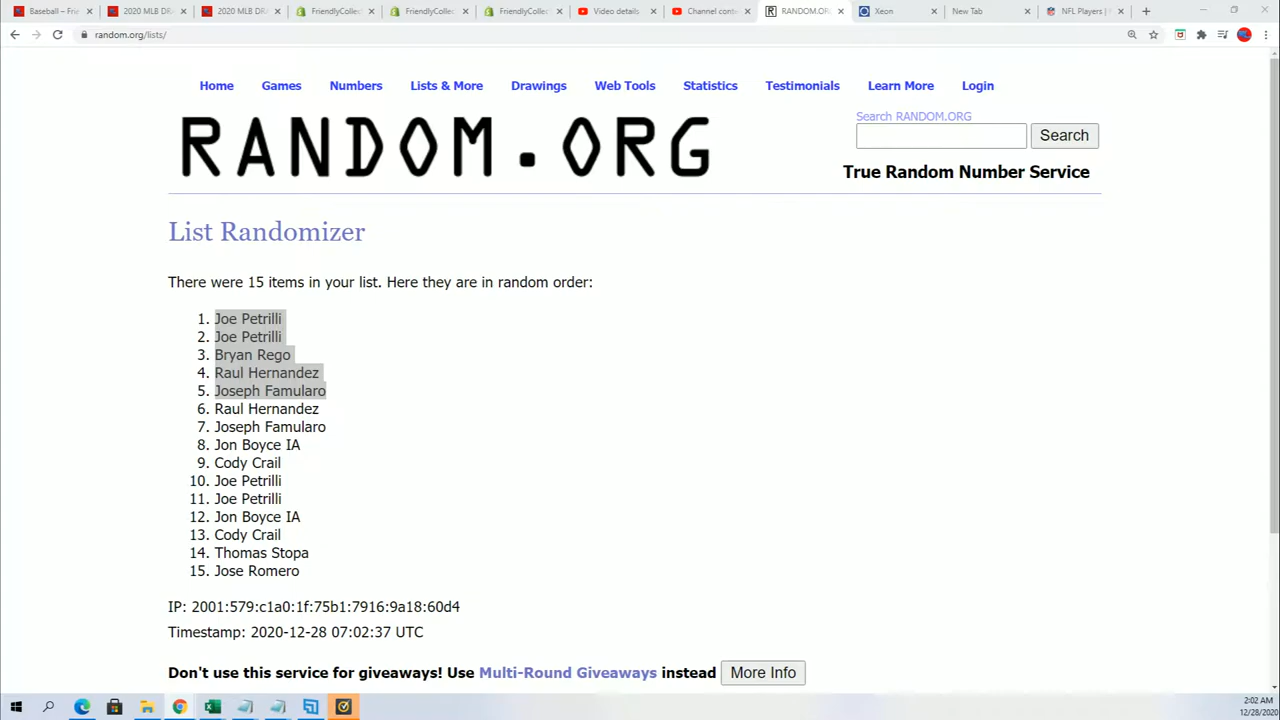 Baseball – Frie
2020 MLB DRA
2020 MLB DRA
FriendlyCollec
FriendlyCollec
FriendlyCollec
Video details
Channel conte
RANDOM.OR
Xeon
New Tab
NFL Players |
random.org/lists/
Home Games Numbers Lists & More Drawings Web Tools Statistics Testimonials Learn More Login
RANDOM.ORG
Search RANDOM.ORG
Search
True Random Number Service
List Randomizer
There were 15 items in your list. Here they are in random order:
1. Joe Petrilli
2. Joe Petrilli
3. Bryan Rego
4. Raul Hernandez
5. Joseph Famularo
6. Raul Hernandez
7. Joseph Famularo
8. Jon Boyce IA
9. Cody Crail
10. Joe Petrilli
11. Joe Petrilli
12. Jon Boyce IA
13. Cody Crail
14. Thomas Stopa
15. Jose Romero
IP: 2001:579:c1a0:1f:75b1:7916:9a18:60d4
Timestamp: 2020-12-28 07:02:37 UTC
Don't use this service for giveaways! Use Multi-Round Giveaways instead More Info
2:02 AM
12/28/2020